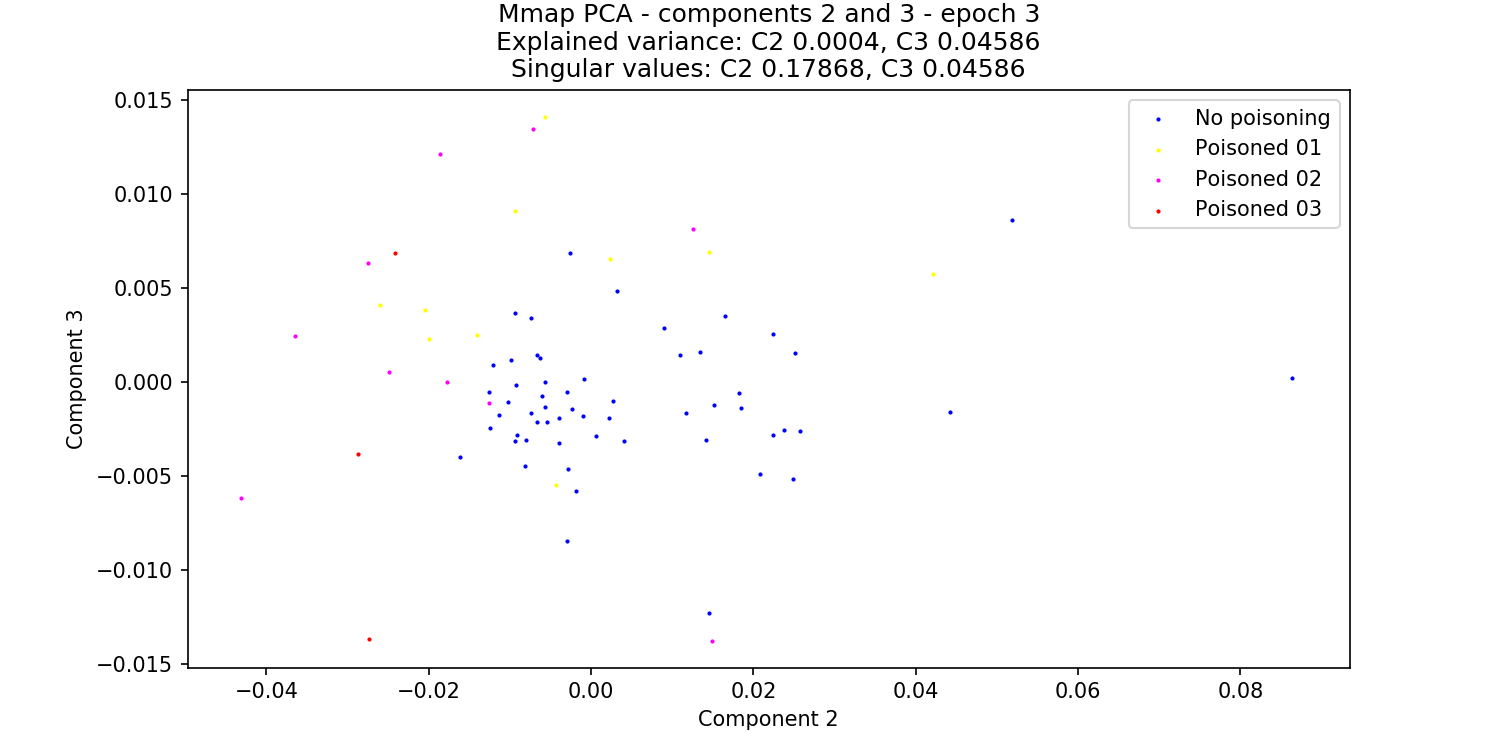 Mmap PCA - components 2 and 3 - epoch 3
Explained variance: C2 0.0004, C3 0.04586
Singular values: C2 0.17868, C3 0.04586
No poisoning
Poisoned 01
Poisoned 02
Poisoned 03
Component 3
0.015
0.010
0.005
0.000
−0.005
−0.010
−0.015
−0.04
−0.02
0.00
0.02
0.04
0.06
0.08
Component 2